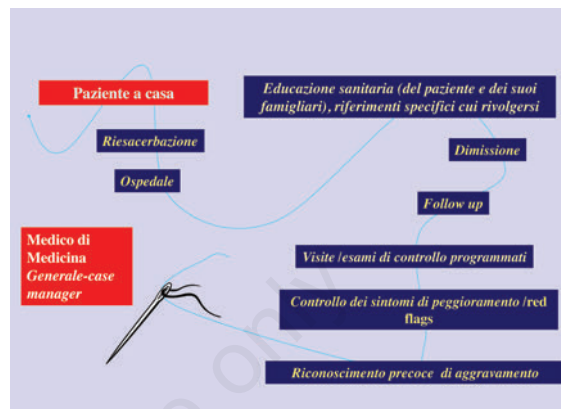 Paziente a casa
Educazione sanitaria (del paziente e dei suoi
famigliari), riferimenti specifici cui rivolgersi
Riesacerbazione
Dimissione
Ospedale
Follow up
Medico di
Medicina
Generale-case
manager
Visite /esami di controllo programmati
Controllo dei sintomi di peggioramento /red
flags
Riconoscimento precoce di aggravamento
only